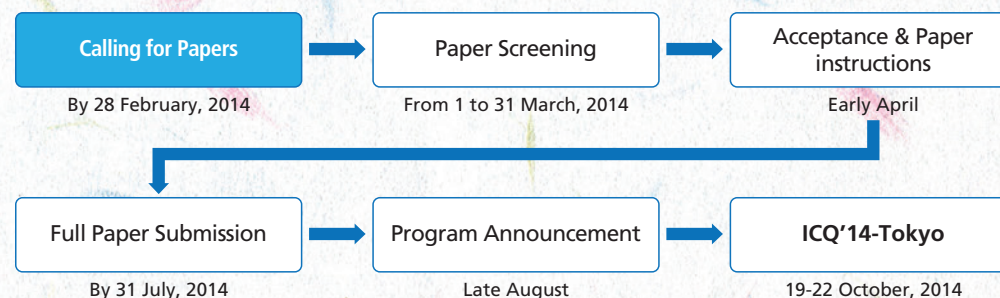 Calling for Papers
By 28 February, 2014
Paper Screening
From 1 to 31 March, 2014
Acceptance & Paper
instructions
Early April
Full Paper Submission
By 31 July, 2014
Program Announcement
Late August
ICQ'14-Tokyo
19-22 October, 2014